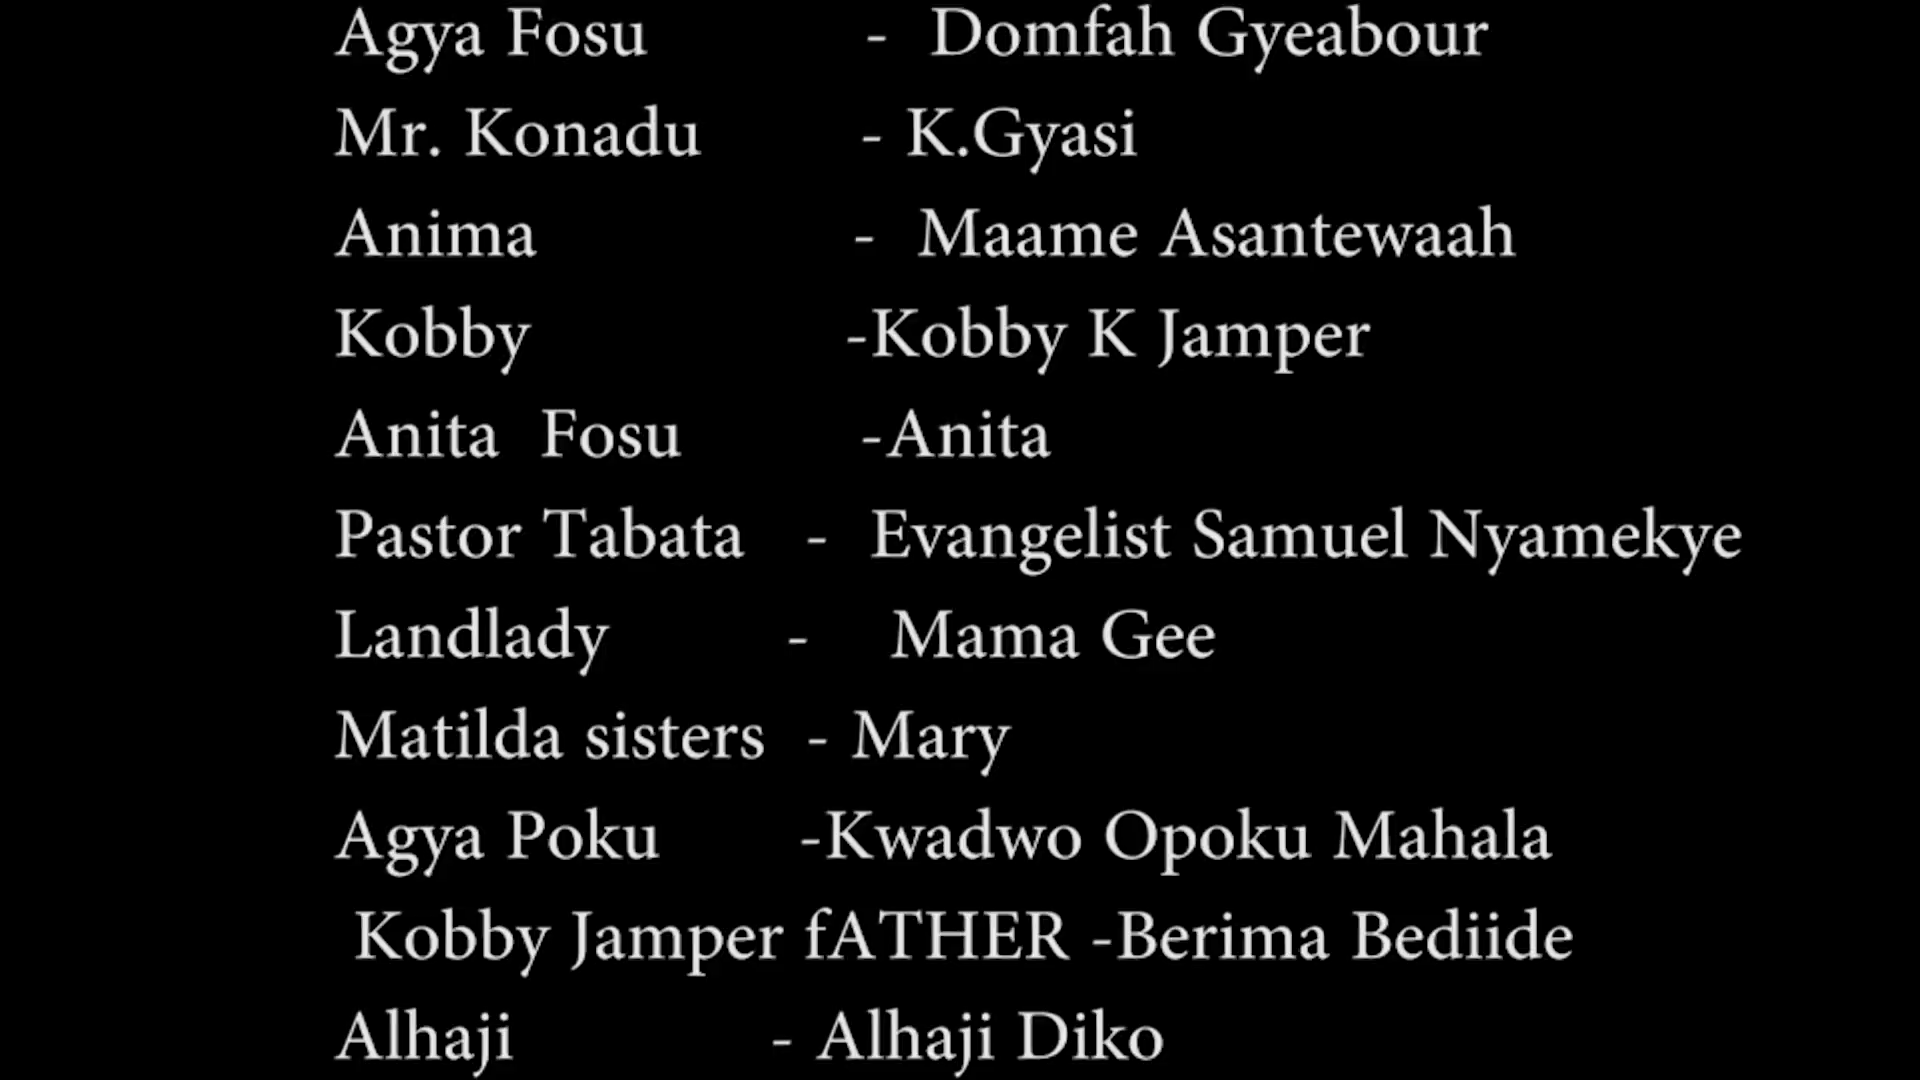 Agya Fosu - Domfah Gyeabour
Mr. Konadu - K.Gyasi
Anima - Maame Asantewaah
Kobby -Kobby K Jamper
Anita Fosu -Anita
Pastor Tabata - Evangelist Samuel Nyamekye
Landlady - Mama Gee
Matilda sisters - Mary
Agya Poku -Kwadwo Opoku Mahala
Kobby Jamper fATHER -Berima Bediide
Alhaji - Alhaji Diko